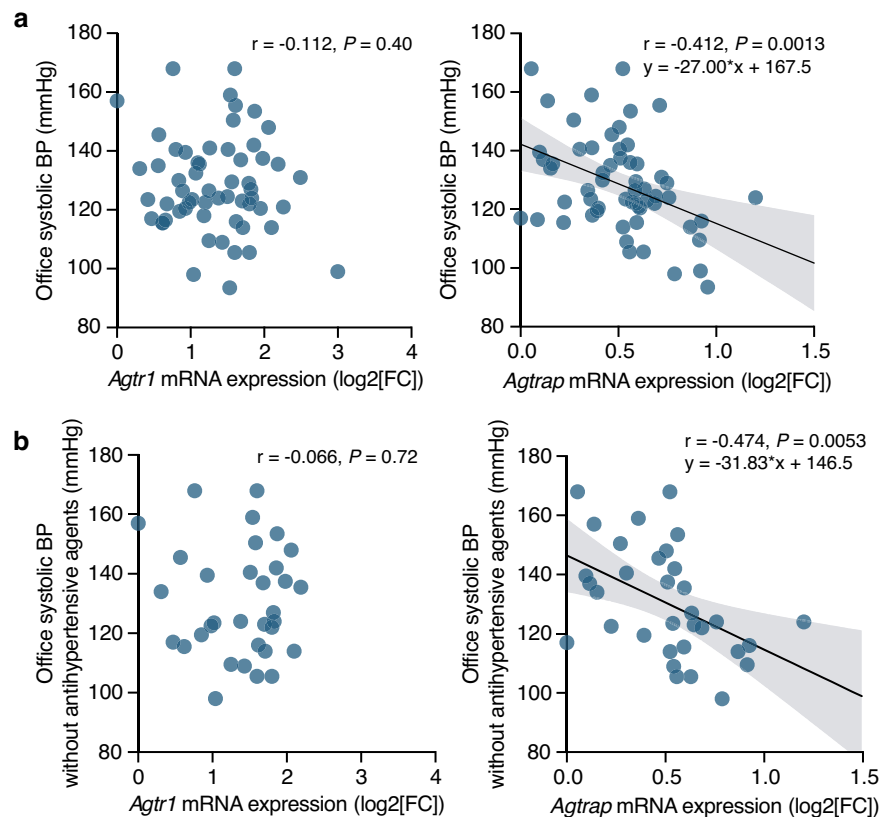 a
r = -0.112, P = 0.40
Office systolic BP (mmHg)
180
160
140
120
100
80
0
1
2
3
4
Agtr1 mRNA expression (log2[FC])
r = -0.412, P = 0.0013
y = -27.00*x + 167.5
Office systolic BP (mmHg)
180
160
140
120
100
80
0.0
0.5
1.0
1.5
Agtrap mRNA expression (log2[FC])
b
r = -0.066, P = 0.72
Office systolic BP
without antihypertensive agents (mmHg)
180
160
140
120
100
80
0
1
2
3
4
Agtr1 mRNA expression (log2[FC])
r = -0.474, P = 0.0053
y = -31.83*x + 146.5
Office systolic BP
without antihypertensive agents (mmHg)
180
160
140
120
100
80
0.0
0.5
1.0
1.5
Agtrap mRNA expression (log2[FC])